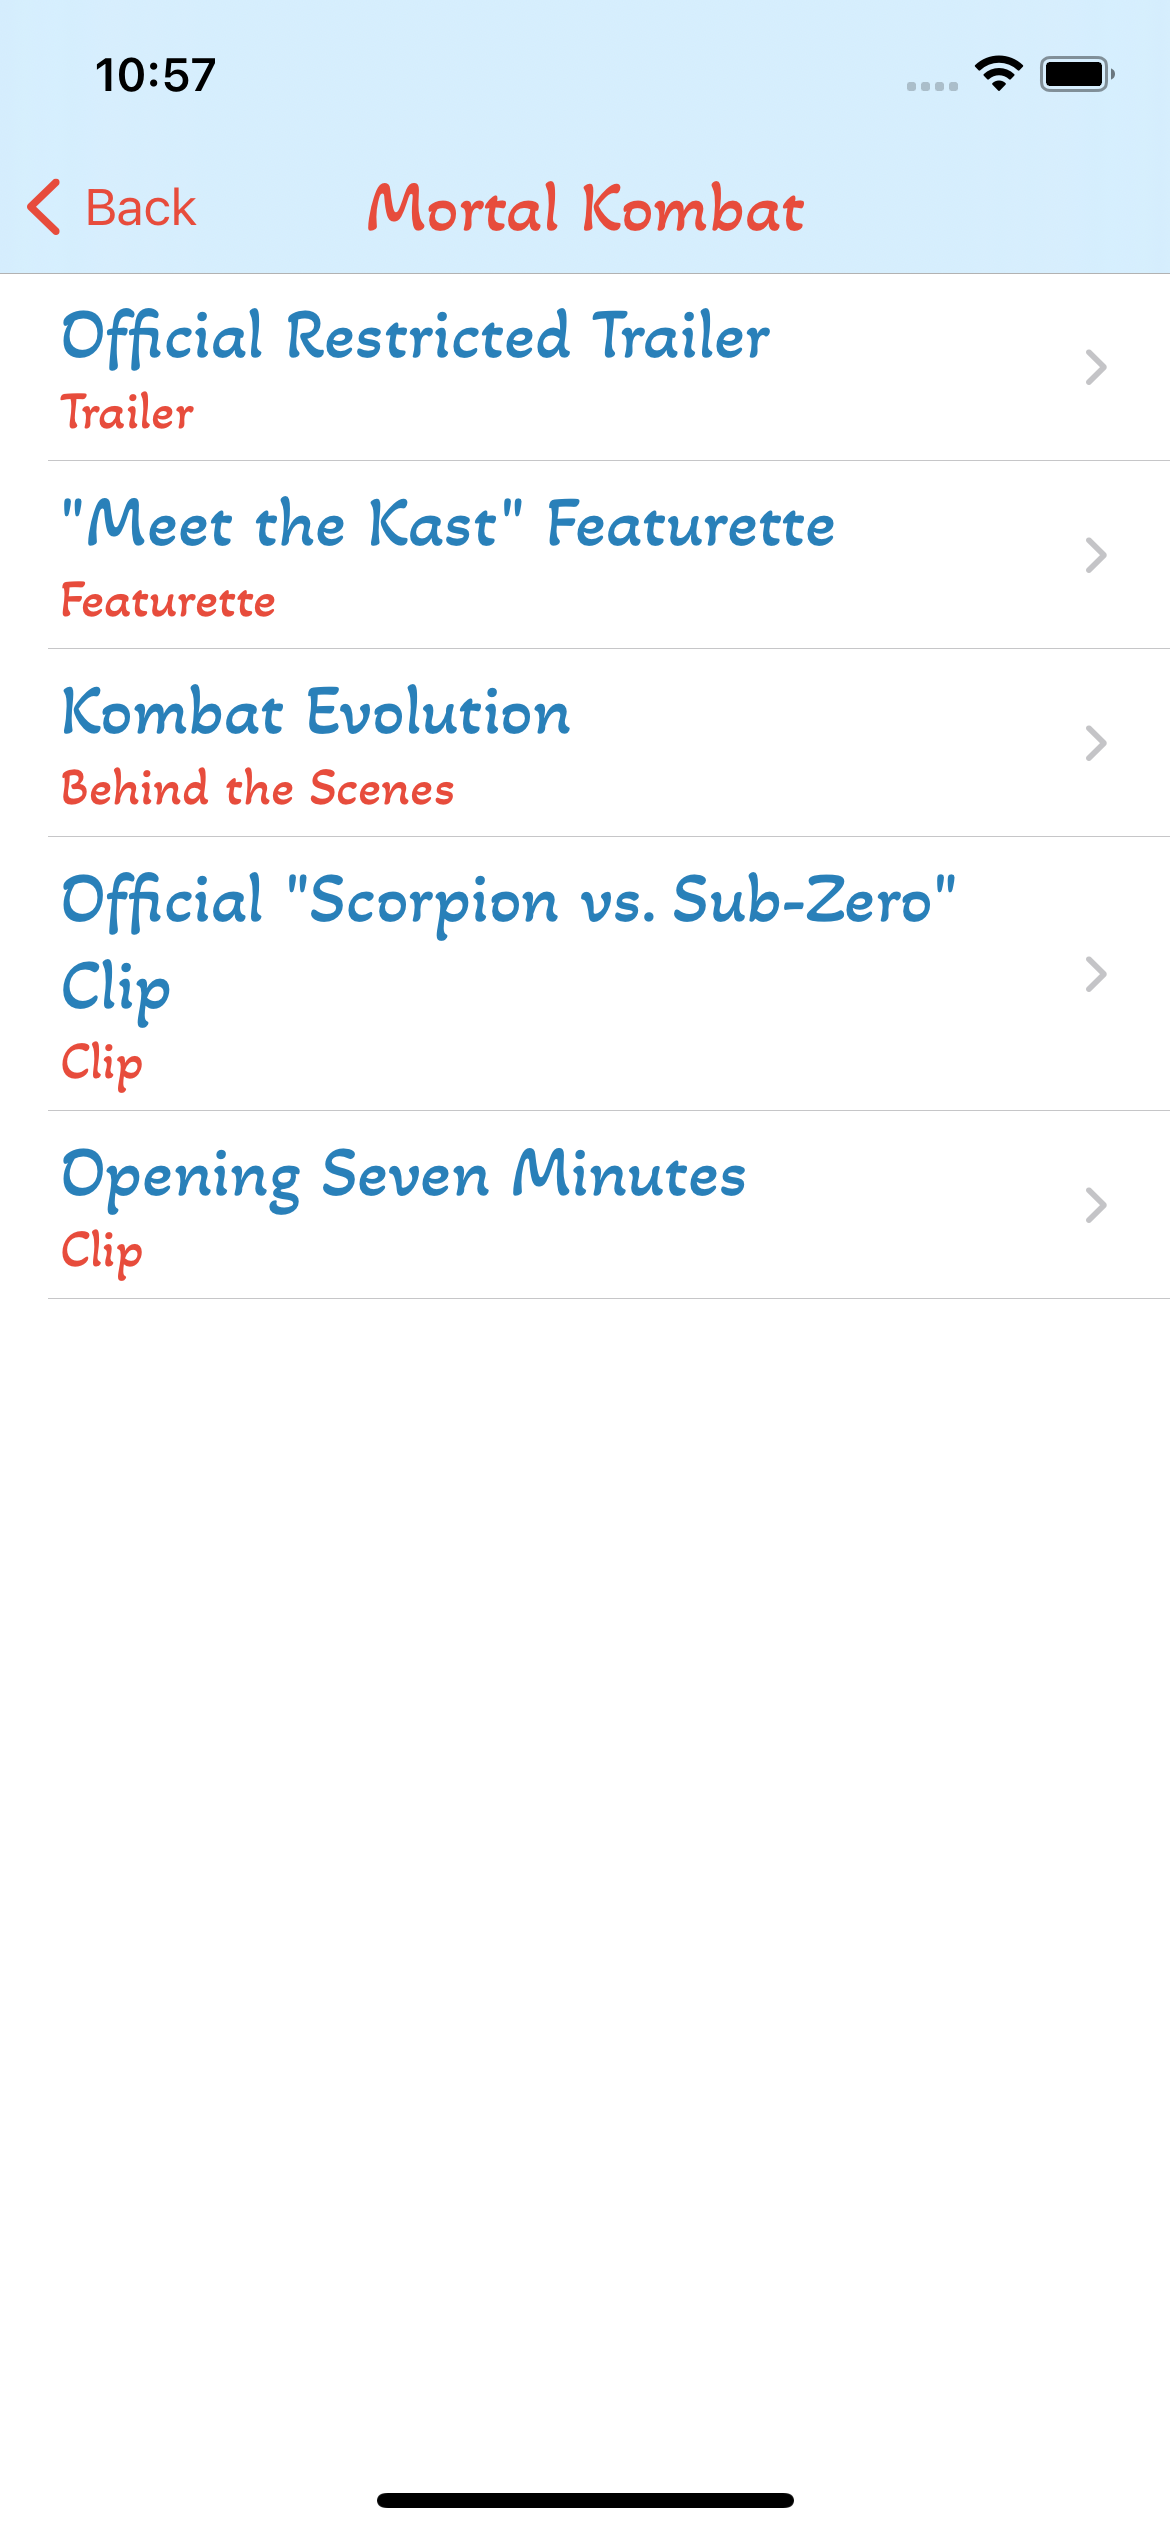 10:57
Back
Mortal Kombat
Official Restricted Trailer
Trailer
"Meet the Kast" Featurette
Featurette
Kombat Evolution
Behind the Scenes
Official "Scorpion vs. Sub-Zero"
Clip
Clip
Opening Seven Minutes
Clip